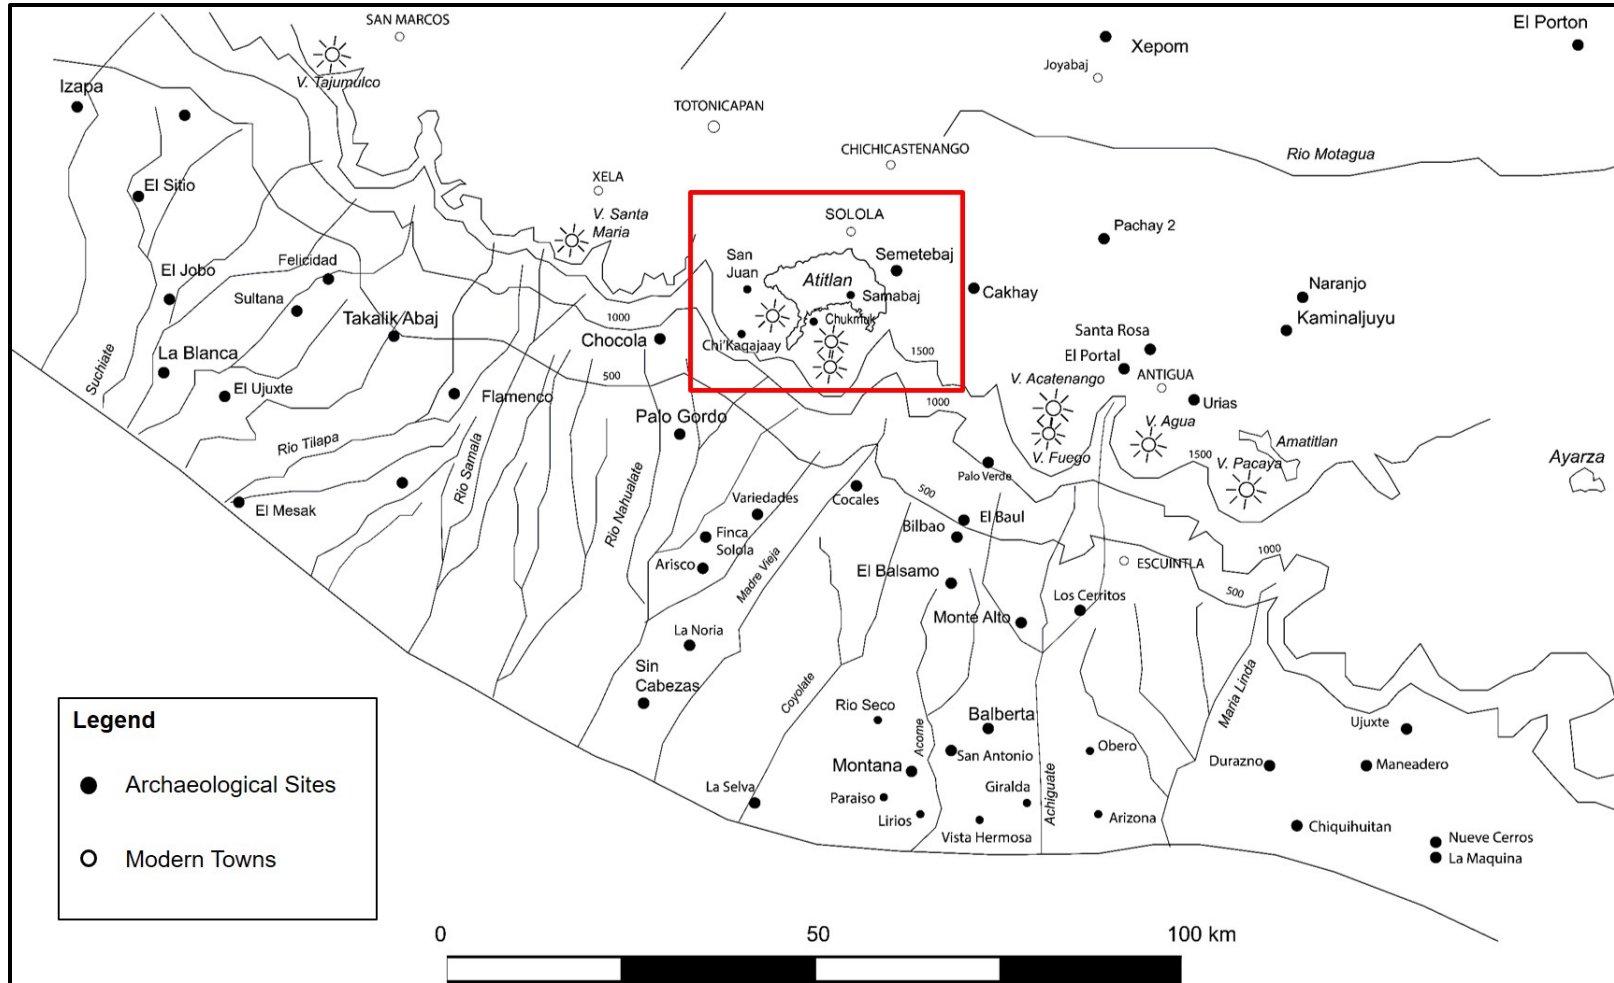 SAN MARCOS
El Porton
Xepom
Joyabaj
V. Tajumulco
Izapa
TOTONICAPAN
CHICHICASTENANGO
Rio Motagua
El Sitio
XELA
V. Santa
Maria
SOLOLA
Pachay 2
San
Juan
Semetebaj
Atitlan
Samabaj
Chukmuk
Chi'Kaqajaay
Cakhay
Naranjo
Kaminaljuyu
El Jobo
Felicidad
Sultana
Takalik Abaj
1000
Chocola
500
1500
1000
Santa Rosa
El Portal
ANTIGUA
Urias
V. Acatenango
V. Fuego
V. Agua
Amatitlan
1500
V. Pacaya
Ayarza
Suchiate
La Blanca
El Ujuxte
Flamenco
Palo Gordo
Rio Tilapa
Rio Samala
Rio Nahualate
El Mesak
Variedades
Cocales
500
Palo Verde
El Baul
Bilbao
Finca
Solola
Arisco
Madre Vieja
El Balsamo
ESCUINTLA
1000
500
Monte Alto
Los Cerritos
La Noria
Sin
Cabezas
Coyolate
Rio Seco
Acome
Balberta
San Antonio
Obero
Maria Linda
Ujuxte
Durazno
Maneadero
Montana
La Selva
Paraiso
Lirios
Giralda
Vista Hermosa
Achiguate
Arizona
Chiquihuitan
Nueve Cerros
La Maquina
Legend
Archaeological Sites
Modern Towns
0
50
100 km